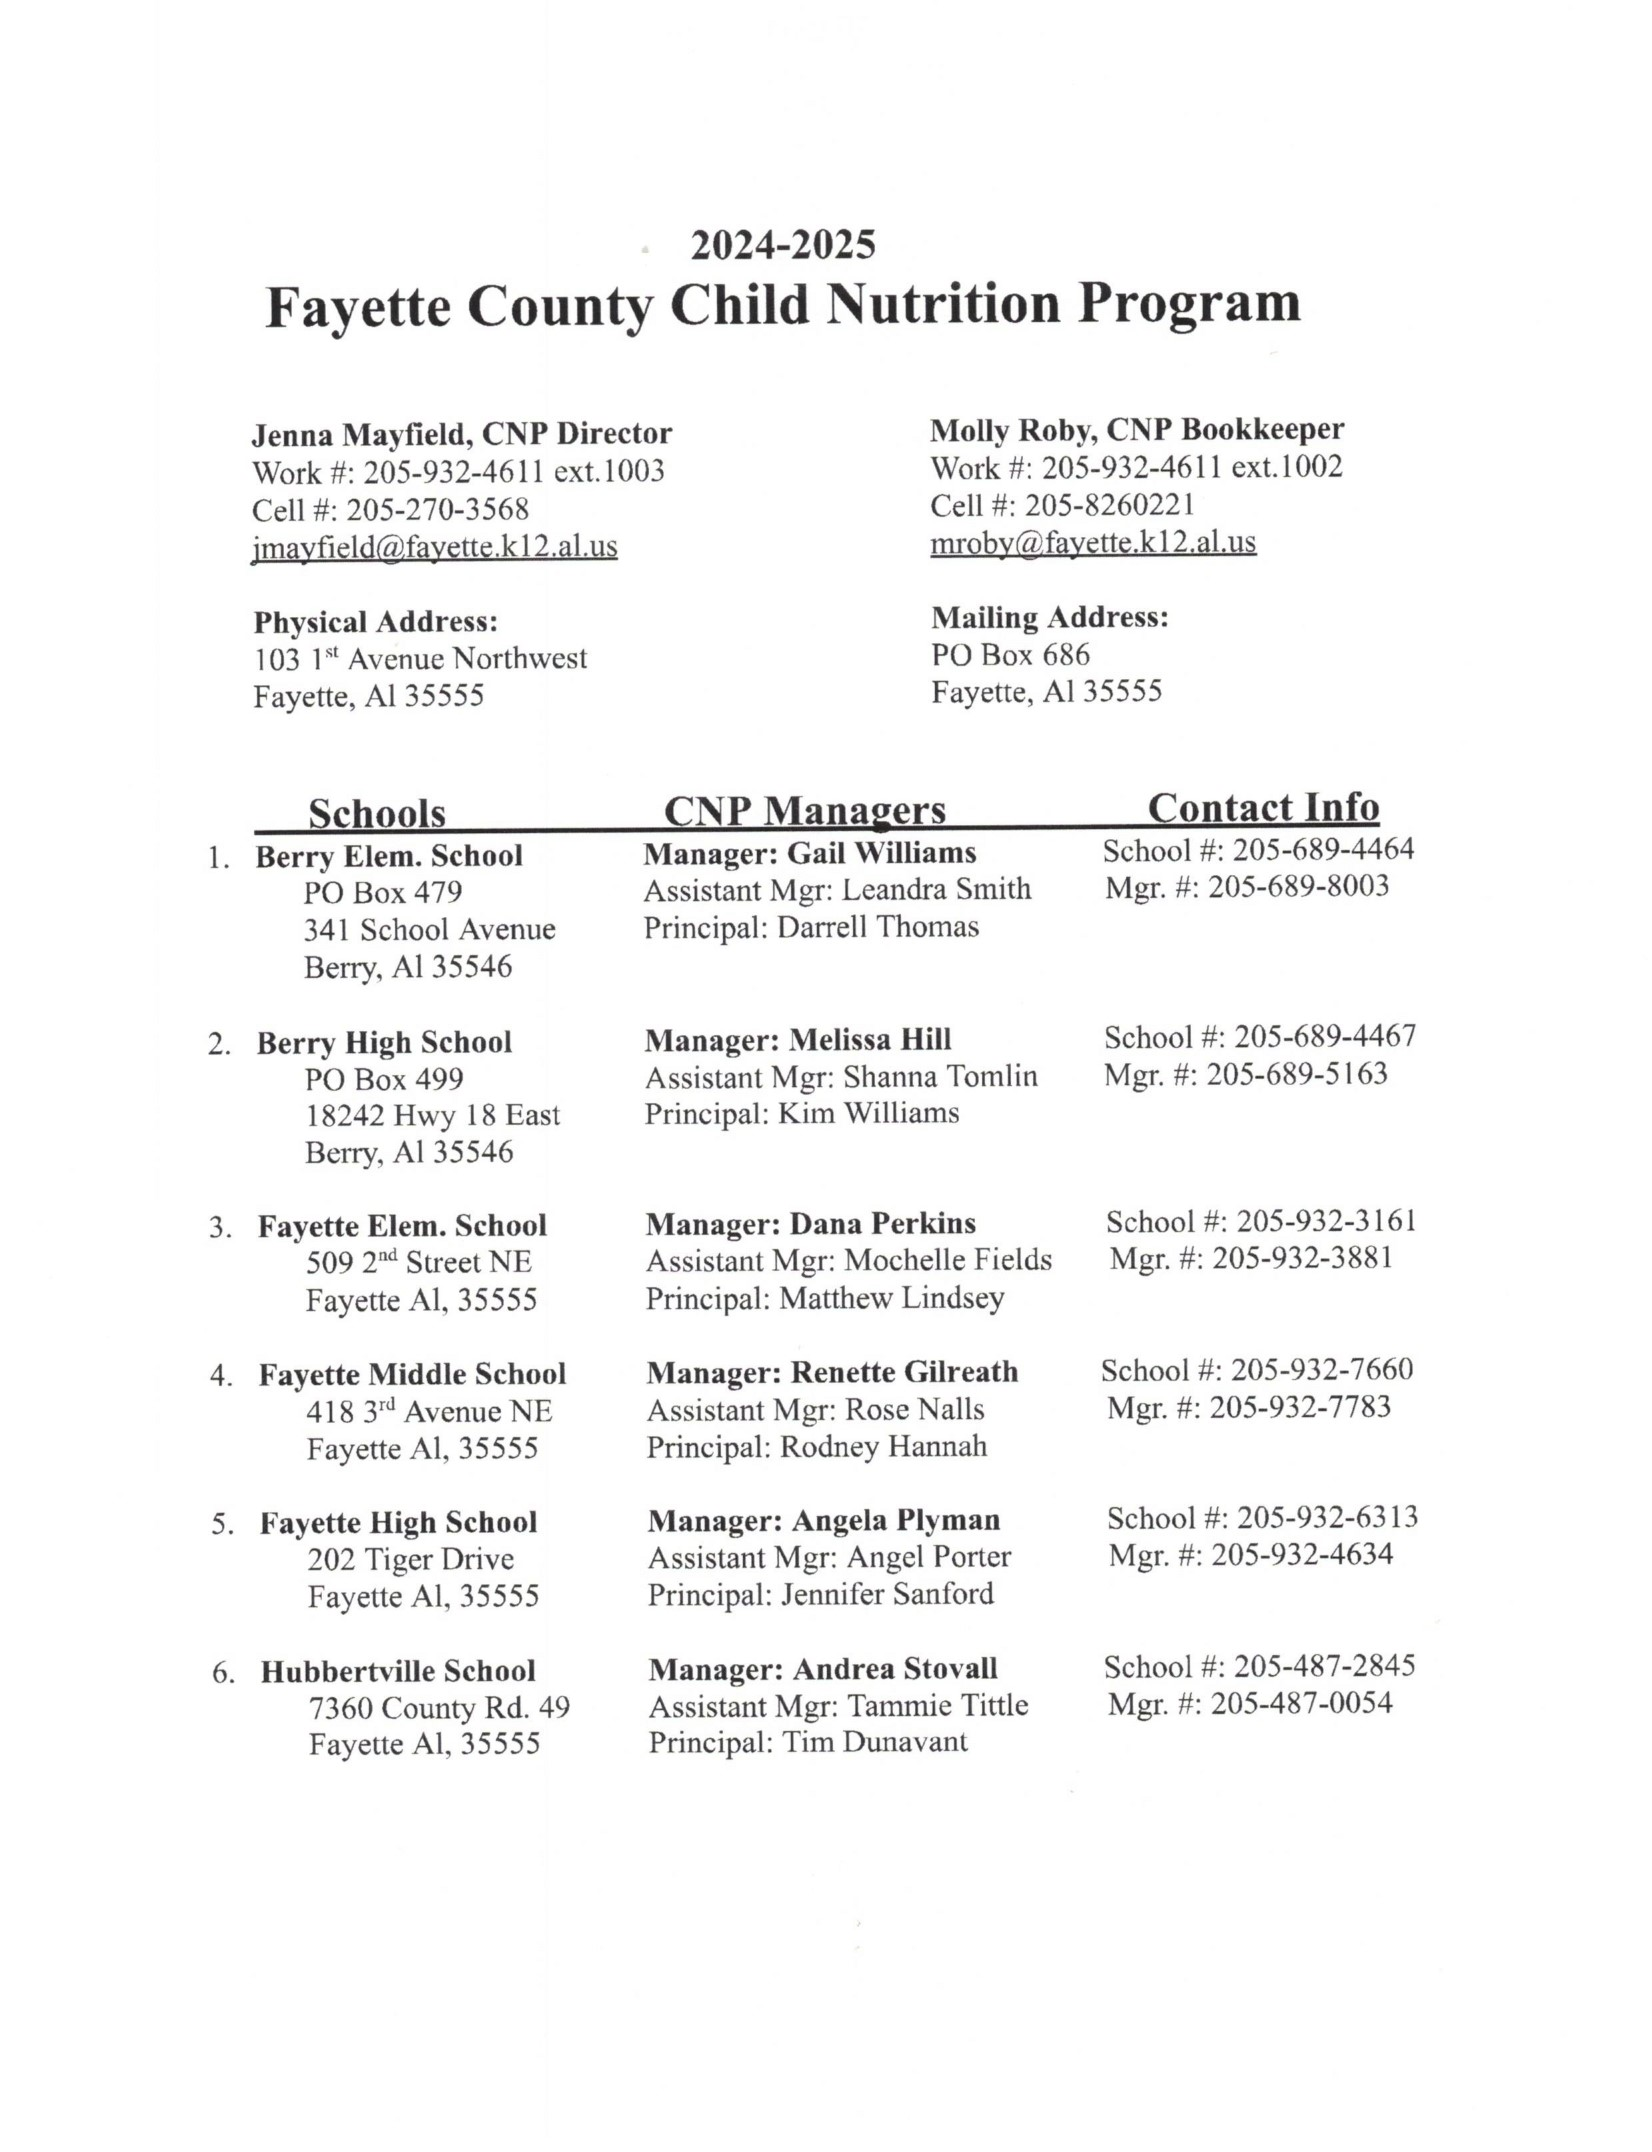 2024-2025
Fayette County Child Nutrition Program
Jenna Mayfield, CNP Director
Work #: 205-932-4611 ext.1003
Cell #: 205-270-3568
jmayfield@fayette.k12.al.us
Molly Roby, CNP Bookkeeper
Work #: 205-932-4611 ext.1002
Cell #: 205-8260221
mroby@fayette.k12.al.us
Physical Address:
103 1st Avenue Northwest
Fayette, Al 35555
Mailing Address:
PO Box 686
Fayette, Al 35555
Schools CNP Managers Contact Info
1. Berry Elem. School Manager: Gail Williams School #: 205-689-4464
PO Box 479 Assistant Mgr: Leandra Smith Mgr. #: 205-689-8003
341 School Avenue Principal: Darrell Thomas
Berry, Al 35546
2. Berry High School Manager: Melissa Hill School #: 205-689-4467
PO Box 499 Assistant Mgr: Shanna Tomlin Mgr. #: 205-689-5163
18242 Hwy 18 East Principal: Kim Williams
Berry, Al 35546
3. Fayette Elem. School Manager: Dana Perkins School #: 205-932-3161
509 2nd Street NE Assistant Mgr: Mochelle Fields Mgr. #: 205-932-3881
Fayette Al, 35555 Principal: Matthew Lindsey
4. Fayette Middle School Manager: Renette Gilreath School #: 205-932-7660
418 3rd Avenue NE Assistant Mgr: Rose Nalls Mgr. #: 205-932-7783
Fayette Al, 35555 Principal: Rodney Hannah
5. Fayette High School Manager: Angela Plyman School #: 205-932-6313
202 Tiger Drive Assistant Mgr: Angel Porter Mgr. #: 205-932-4634
Fayette Al, 35555 Principal: Jennifer Sanford
6. Hubbertville School Manager: Andrea Stovall School #: 205-487-2845
7360 County Rd. 49 Assistant Mgr: Tammie Tittle Mgr. #: 205-487-0054
Fayette Al, 35555 Principal: Tim Dunavant